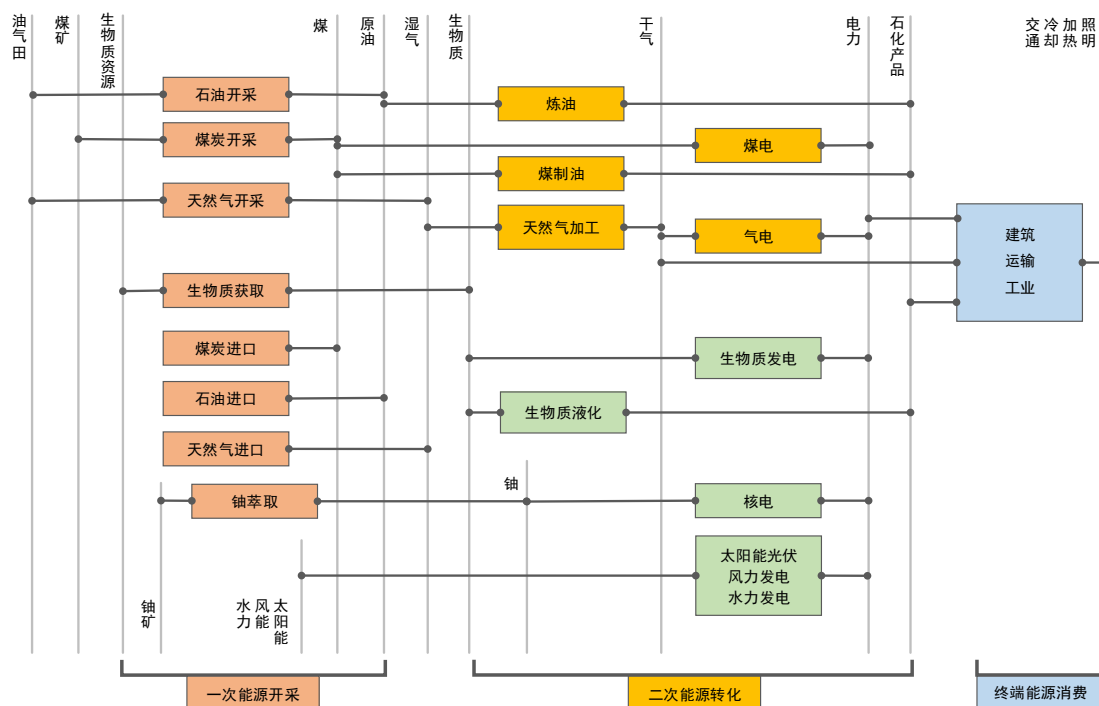 油气田
煤矿
生物质资源
煤
原油
湿气
生物质
干气
电力
石化产品
交通
冷却
加热
照明
石油开采
炼油
煤炭开采
煤电
煤制油
天然气开采
天然气加工
气电
建筑
运输
工业
生物质获取
煤炭进口
生物质发电
石油进口
生物质液化
天然气进口
铀
铀萃取
核电
太阳能光伏
风力发电
水力发电
铀矿
水力
风能
太阳能
一次能源开采
二次能源转化
终端能源消费